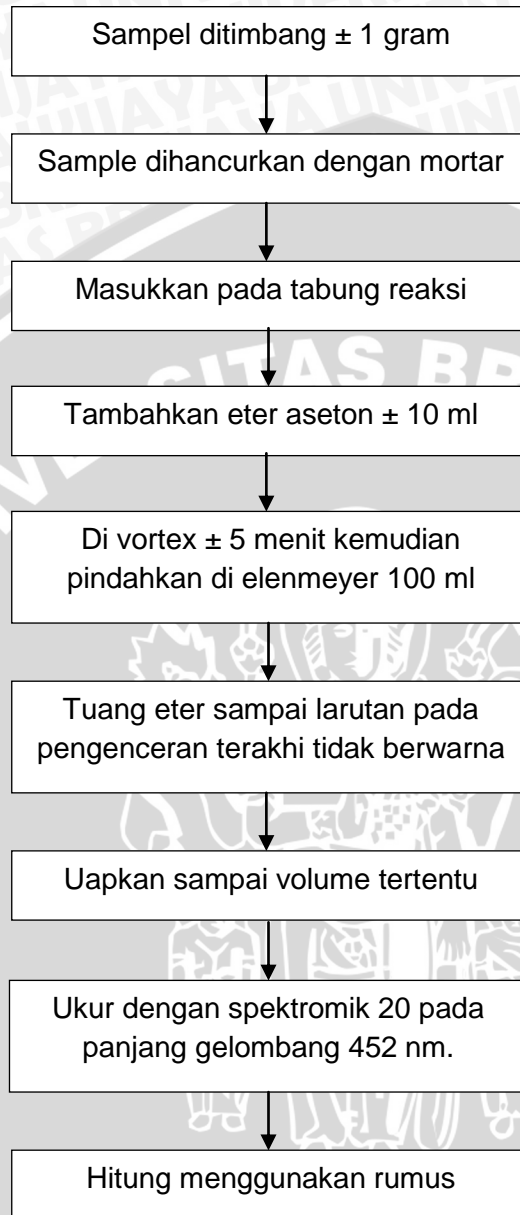 Sampel ditimbang ± 1 gram
Sample dihancurkan dengan mortar
Masukkan pada tabung reaksi
Tambahkan eter aseton ± 10 ml
Di vortex ± 5 menit kemudian
pindahkan di elenmeyer 100 ml
Tuang eter sampai larutan pada
pengenceran terakhi tidak berwarna
Uapkan sampai volume tertentu
Ukur dengan spektromik 20 pada
panjang gelombang 452 nm.
Hitung menggunakan rumus